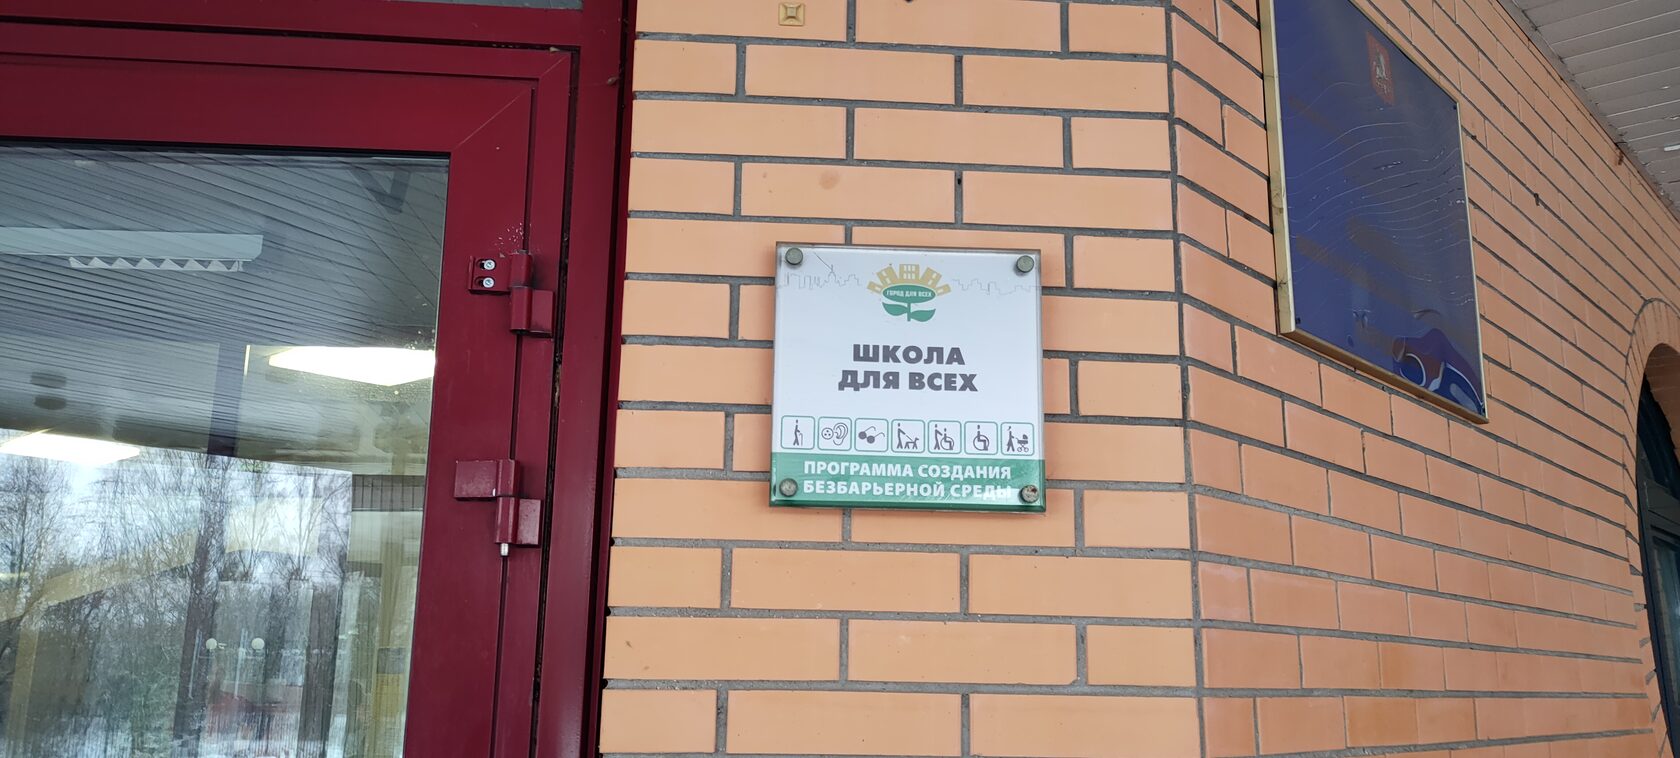 ГОРОД ДЛЯ ВСЕХ
ШКОЛА
ДЛЯ ВСЕХ
ПРОГРАММА СОЗДАНИЯ
БЕЗБАРЬЕРНОЙ СРЕДЫ